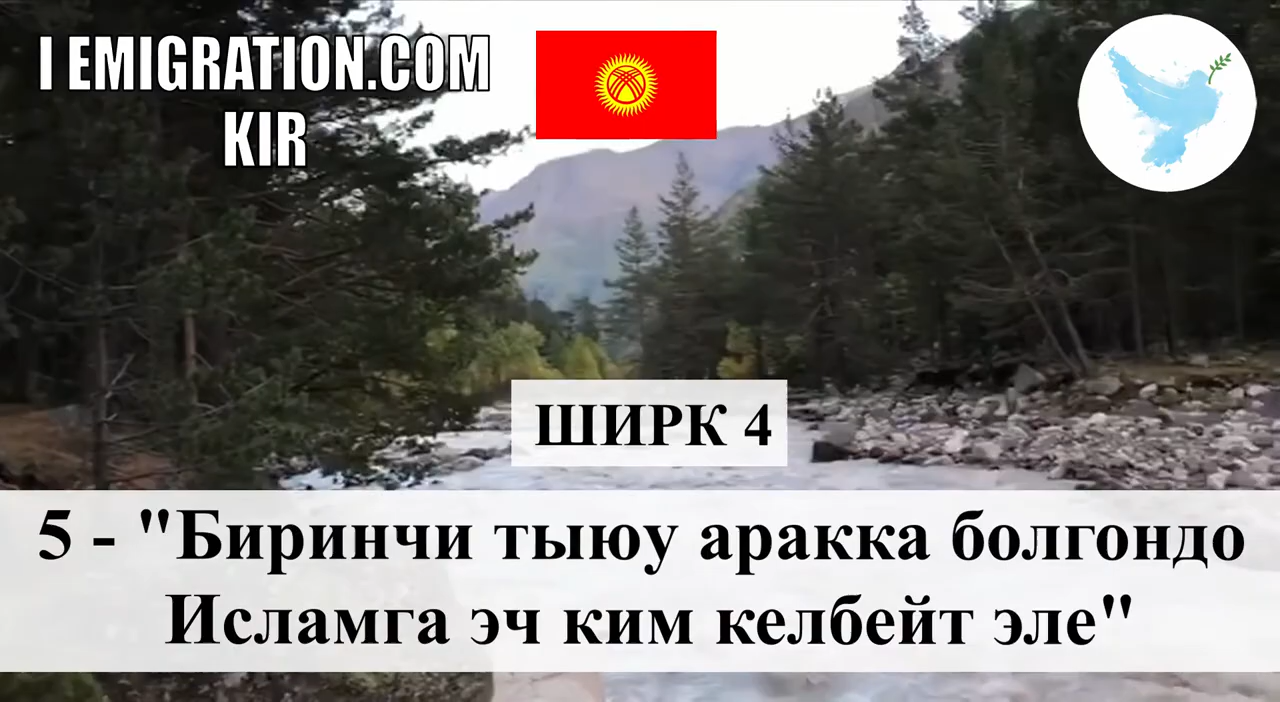 I EMIGRATION.COM
KIR
ШИРК 4
5 - "Биринчи тыюу аракка болгондо
Исламга эч ким келбейт эле"